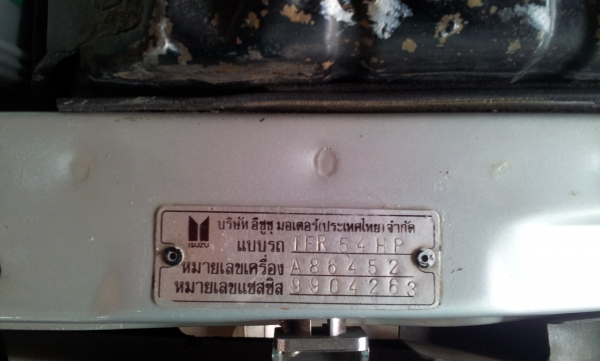 บริษัท อีซูซุ มอเตอร์(ประเทศไทย) จำกัด
ISUZU
แบบรถ TFR 54HP
หมายเลขเครื่อง A86452
หมายเลขแชสซิส 9904263